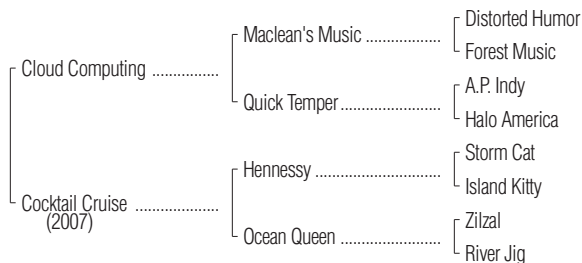 Distorted Humor
Maclean's Music ....................
Forest Music
Cloud Computing ..................
A.P. Indy
Quick Temper ...........................
Halo America
Storm Cat
Hennessy ..................................
Island Kitty
Cocktail Cruise ......................
(2007)
Zilzal
Ocean Queen ...........................
River Jig